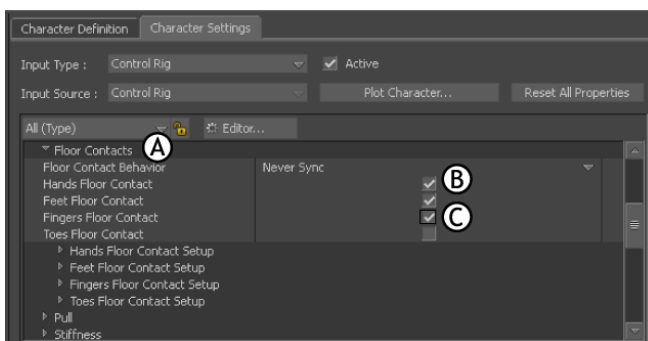 Character Definition Character Settings
Input Type : Control Rig Active
Input Source : Control Rig Plot Character... Reset All Properties
All (Type) Editor...
Floor Contacts A
Floor Contact Behavior Never Sync
Hands Floor Contact B
Feet Floor Contact
Fingers Floor Contact C
Toes Floor Contact
Hands Floor Contact Setup
Feet Floor Contact Setup
Fingers Floor Contact Setup
Toes Floor Contact Setup
Pull
Stiffness